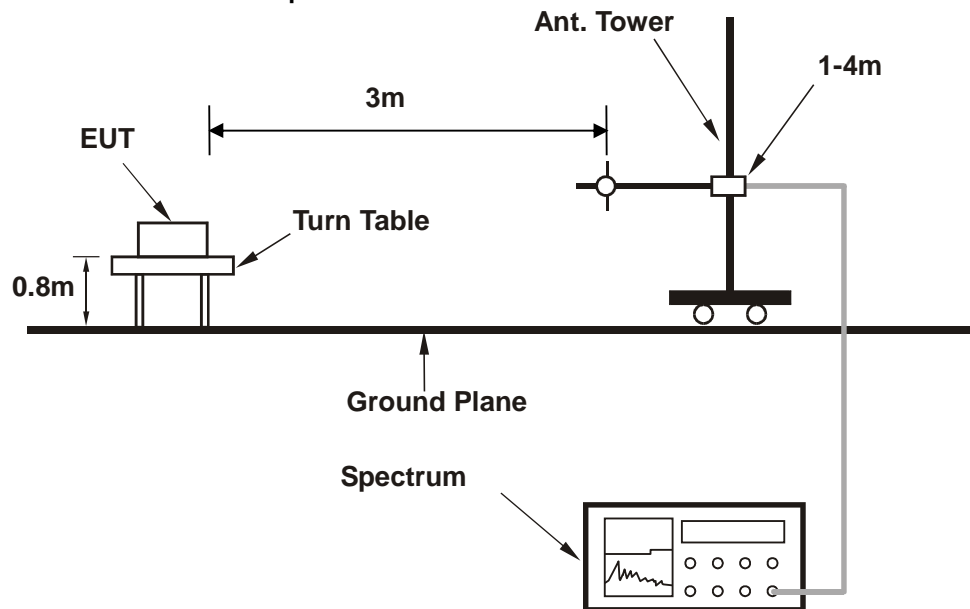 Ant. Tower
1-4m
3m
EUT
Turn Table
0.8m
Ground Plane
Spectrum